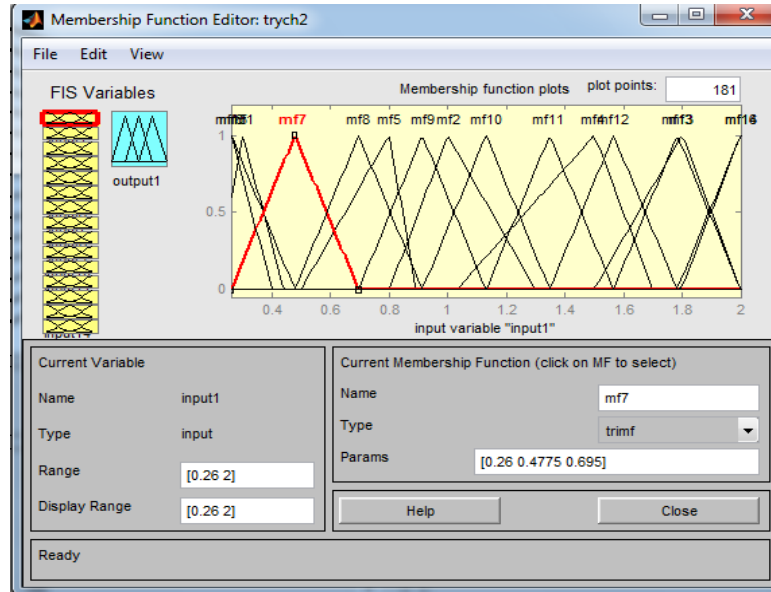 Membership Function Editor: trych2
File Edit View
FIS Variables
Membership function plots plot points: 181
output1
mf7 mf8 mf5 mf9 mf2 mf10 mf11 mf12 mf13
1
0.5
0
0.4 0.6 0.8 1 1.2 1.4 1.6 1.8 2
input variable "input1"
Current Variable
Name input1
Type input
Range [0.26 2]
Display Range [0.26 2]
Current Membership Function (click on MF to select)
Name mf7
Type trimf
Params [0.26 0.4775 0.695]
Help Close
Ready